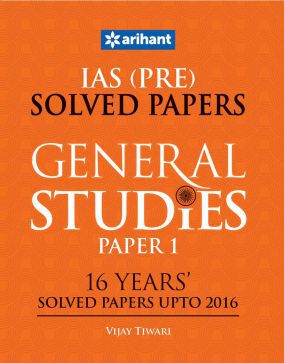 arihant
IAS (PRE)
SOLVED PAPERS
GENERAL
STUDIES
PAPER 1
16 YEARS'
SOLVED PAPERS UPTO 2016
VIJAY TIWARI